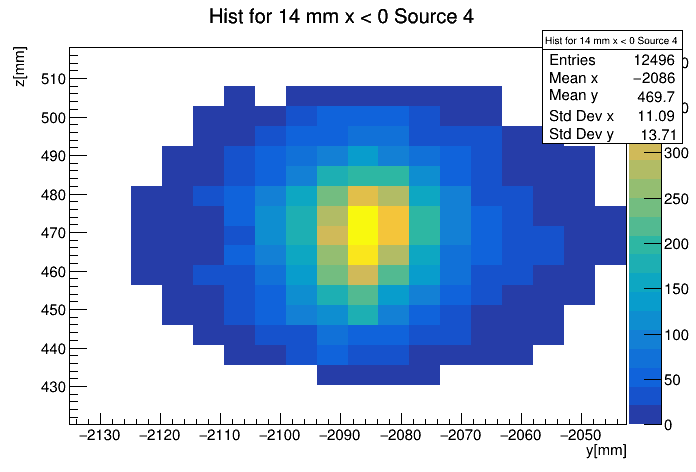 Hist for 14 mm x < 0 Source 4
z[mm]
Hist for 14 mm x < 0 Source 4
Entries 12496
Mean x −2086
Mean y 469.7
Std Dev x 11.09
Std Dev y 13.71
510
500
490
480
470
460
450
440
430
300
250
200
150
100
50
0
−2130 −2120 −2110 −2100 −2090 −2080 −2070 −2060 −2050
y[mm]